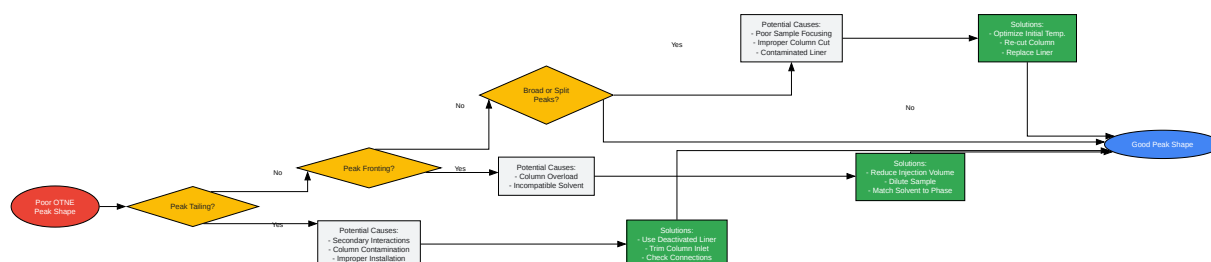 Poor OTNE
Peak Shape
Peak Tailing?
No
Yes
Peak Fronting?
No
Yes
Potential Causes:
- Secondary Interactions
- Column Contamination
- Improper Installation
Solutions:
- Use Deactivated Liner
- Trim Column Inlet
- Check Connections
Potential Causes:
- Column Overload
- Incompatible Solvent
Solutions:
- Reduce Injection Volume
- Dilute Sample
- Match Solvent to Phase
Broad or Split
Peaks?
Yes
No
Potential Causes:
- Poor Sample Focusing
- Improper Column Cut
- Contaminated Liner
Solutions:
- Optimize Initial Temp.
- Re-cut Column
- Replace Liner
Good Peak Shape